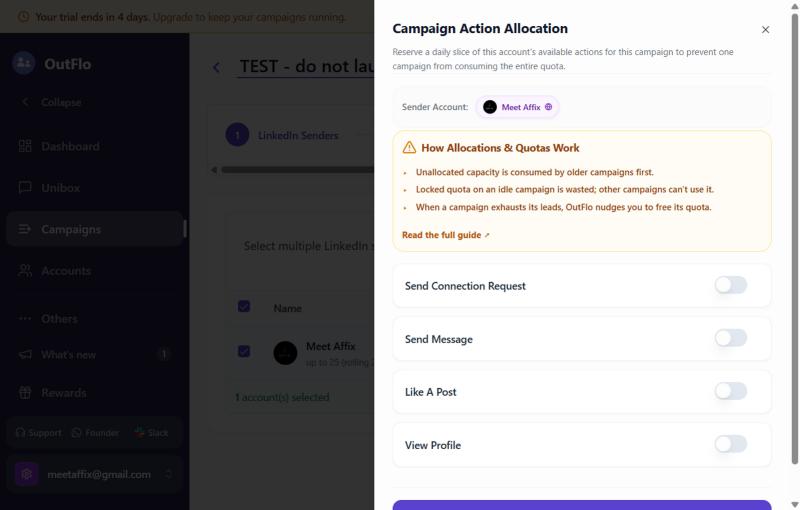 Your trial ends in 4 days. Upgrade to keep your campaigns running.
OutFlo
Collapse
Dashboard
Unibox
Campaigns
Accounts
Others
What's new 1
Rewards
Support Founder Slack
meetaffix@gmail.com
TEST - do not lau
1 LinkedIn Senders
Select multiple LinkedIn s
Name
Meet Affix
up to 25 (rolling 2
1 account(s) selected
Campaign Action Allocation
Reserve a daily slice of this account's available actions for this campaign to prevent one
campaign from consuming the entire quota.
Sender Account: Meet Affix
How Allocations & Quotas Work
• Unallocated capacity is consumed by older campaigns first.
• Locked quota on an idle campaign is wasted; other campaigns can't use it.
• When a campaign exhausts its leads, OutFlo nudges you to free its quota.
Read the full guide ↗
Send Connection Request
Send Message
Like A Post
View Profile